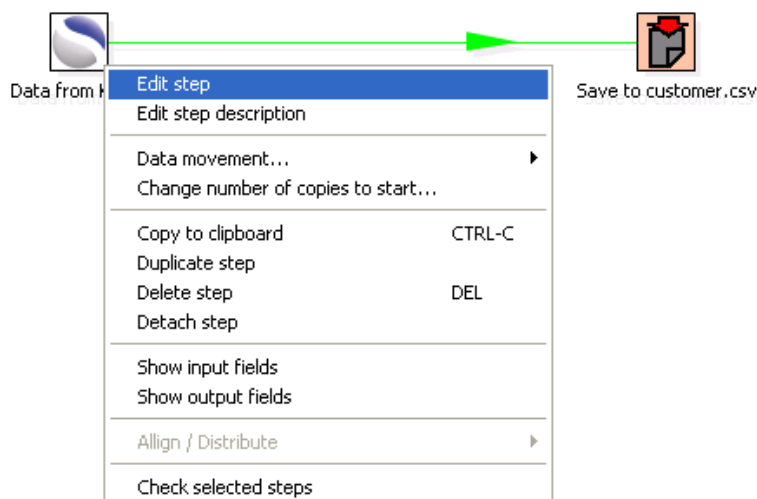 Data from
Save to customer.csv
Edit step
Edit step description
Data movement...
Change number of copies to start...
Copy to clipboard CTRL-C
Duplicate step
Delete step DEL
Detach step
Show input fields
Show output fields
Allign / Distribute
Check selected steps